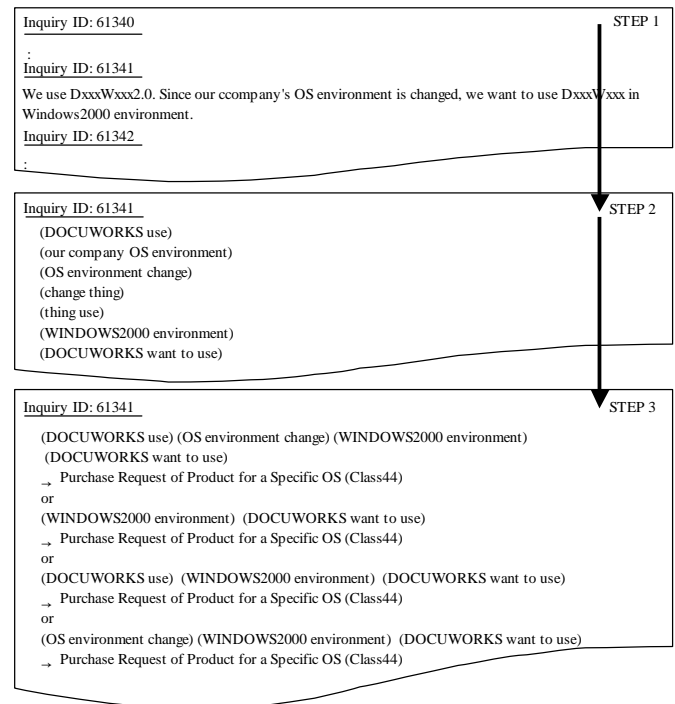 Inquiry ID: 61340 STEP 1
:
Inquiry ID: 61341
We use DxxxWxxx2.0. Since our ccompany's OS environment is changed, we want to use DxxxWxxx in
Windows2000 environment.
Inquiry ID: 61342
:
Inquiry ID: 61341 STEP 2
(DOCUWORKS use)
(our company OS environment)
(OS environment change)
(change thing)
(thing use)
(WINDOWS2000 environment)
(DOCUWORKS want to use)
Inquiry ID: 61341 STEP 3
(DOCUWORKS use) (OS environment change) (WINDOWS2000 environment)
(DOCUWORKS want to use)
→ Purchase Request of Product for a Specific OS (Class44)
or
(WINDOWS2000 environment) (DOCUWORKS want to use)
→ Purchase Request of Product for a Specific OS (Class44)
or
(DOCUWORKS use) (WINDOWS2000 environment) (DOCUWORKS want to use)
→ Purchase Request of Product for a Specific OS (Class44)
or
(OS environment change) (WINDOWS2000 environment) (DOCUWORKS want to use)
→ Purchase Request of Product for a Specific OS (Class44)